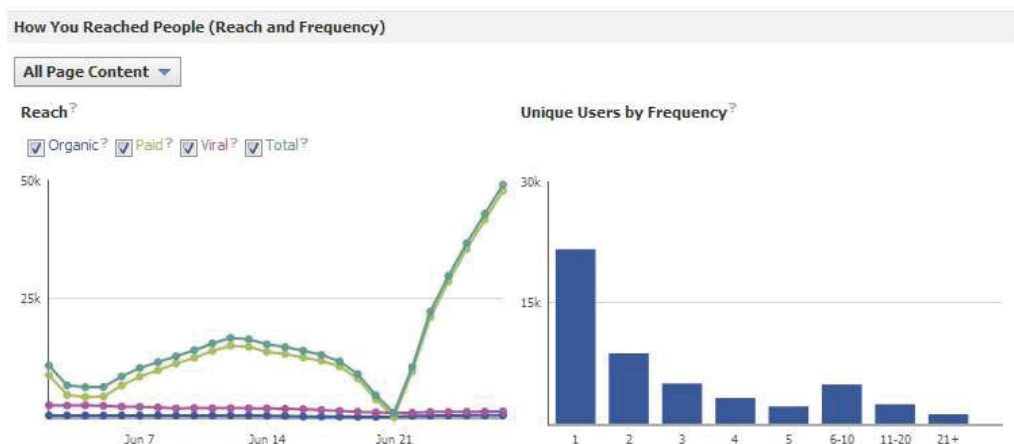 How You Reached People (Reach and Frequency)
All Page Content
Reach?
Unique Users by Frequency?
Organic? Paid? Viral? Total?
50k
25k
Jun 7 Jun 14 Jun 21
30k
15k
1 2 3 4 5 6-10 11-20 21+